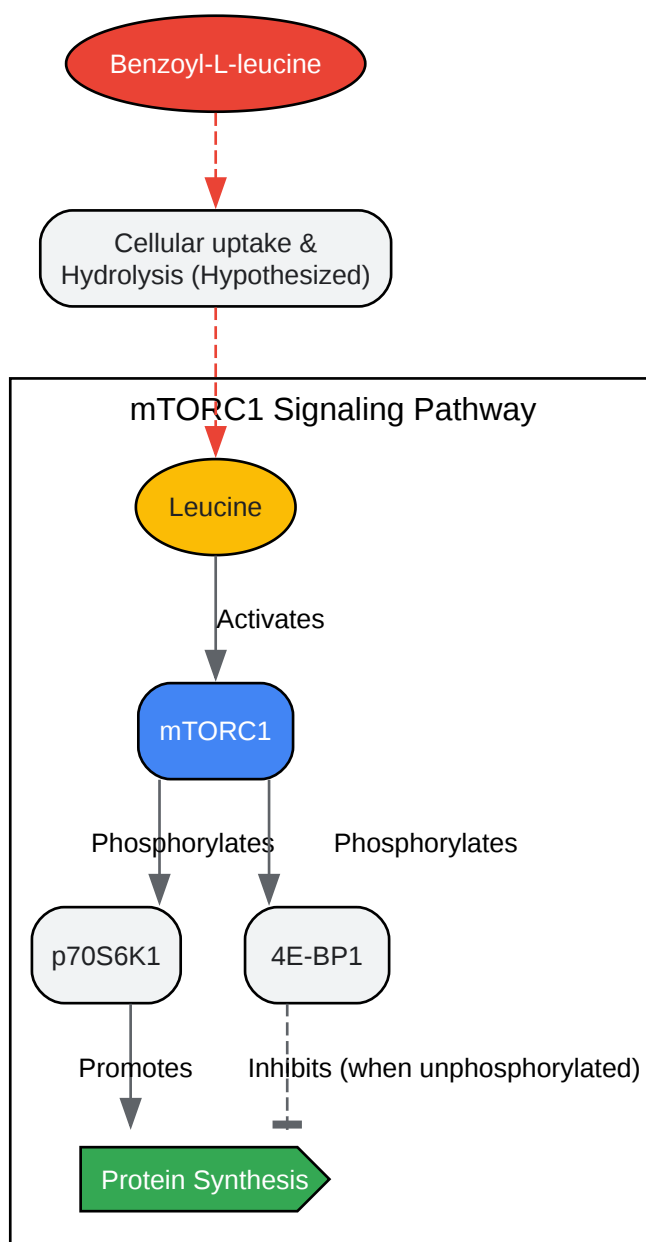 Benzoyl-L-leucine
Cellular uptake &
Hydrolysis (Hypothesized)
mTORC1 Signaling Pathway
Leucine
Activates
mTORC1
Phosphorylates
Phosphorylates
p70S6K1
4E-BP1
Promotes
Inhibits (when unphosphorylated)
Protein Synthesis